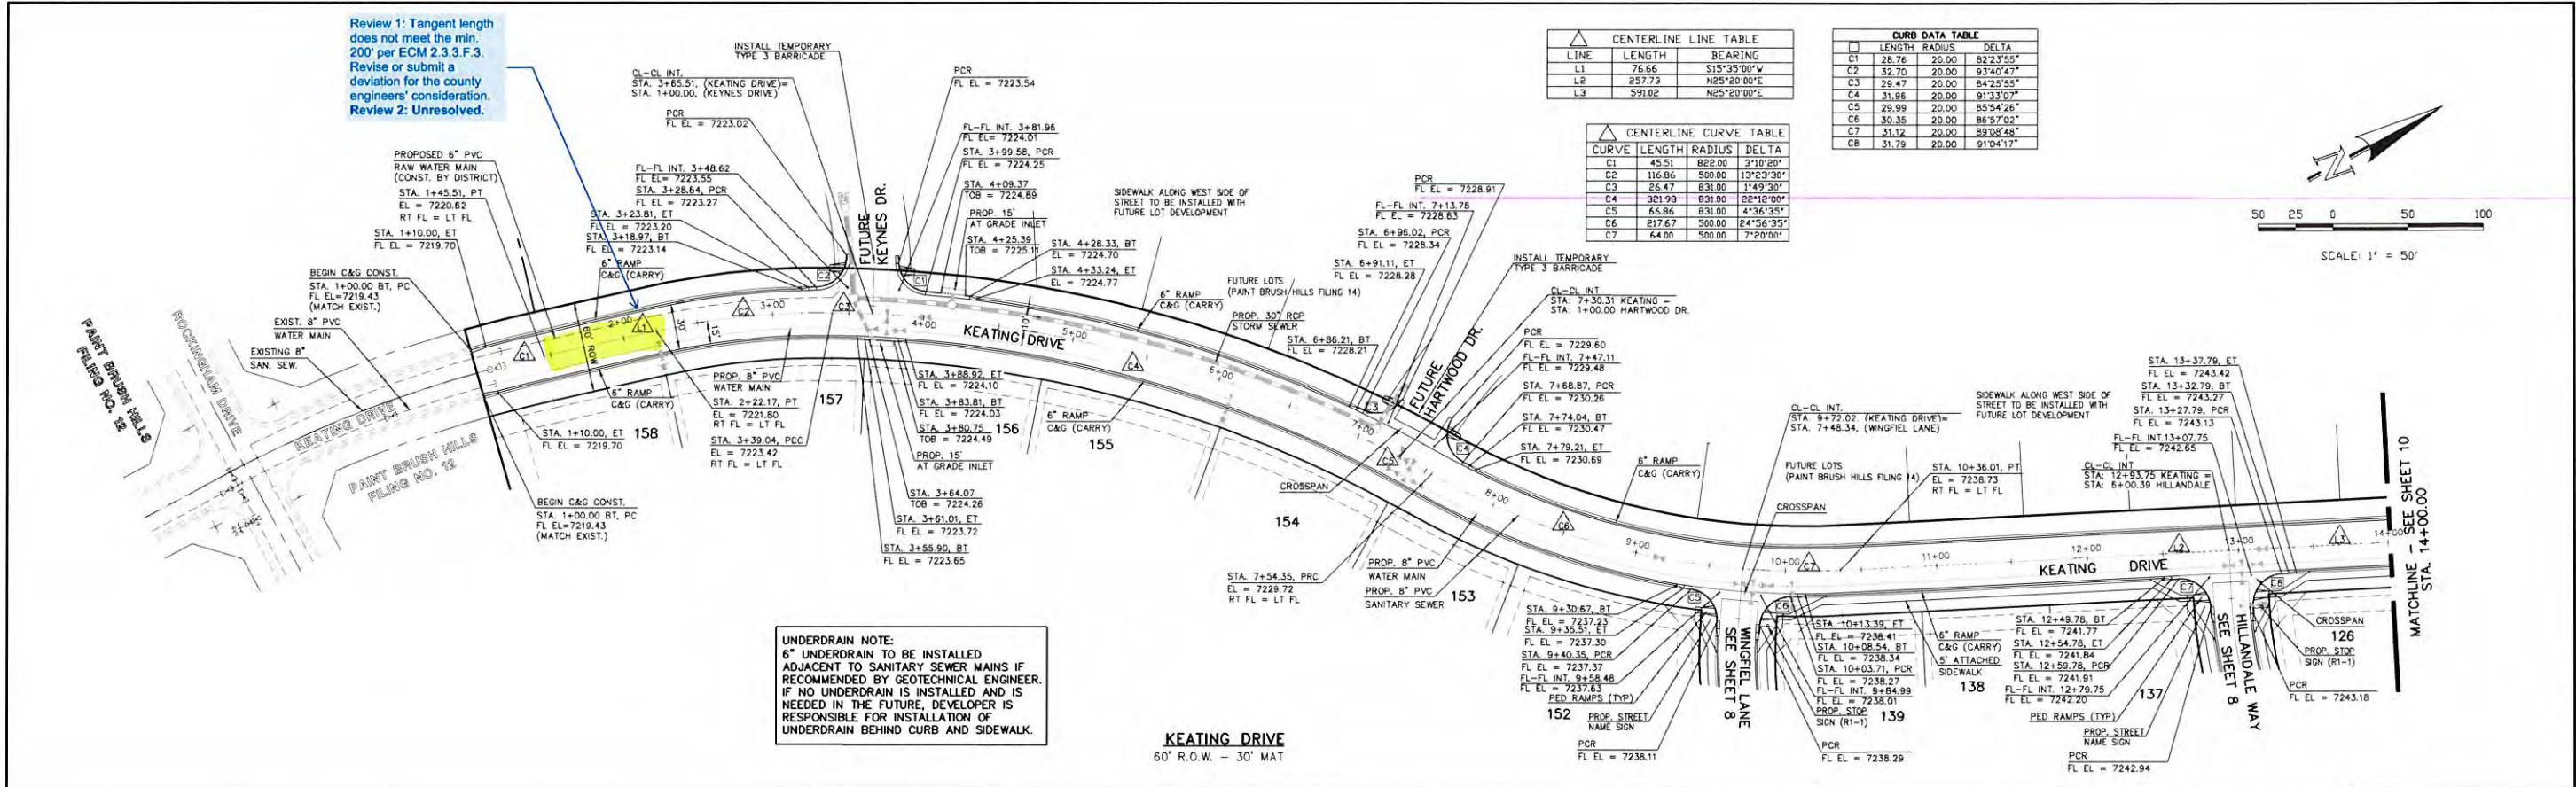 Review 1: Tangent length
does not meet the min.
200' per ECM 2.3.3.F.3.
Revise or submit a
deviation for the county
engineers' consideration.
Review 2: Unresolved.
INSTALL TEMPORARY
TYPE 3 BARRICADE
CL-CL INT.
STA. 3+65.51, (KEATING DRIVE)=
STA. 1+00.00, (KEYNES DRIVE)
PCR
FL EL = 7223.02
PCR
FL EL = 7223.54
FL-FL INT. 3+81.96
FL EL= 7224.01
STA. 3+99.58, PCR
FL EL = 7224.25
STA. 4+09.37
TOB = 7224.89
PROP. 15'
AT GRADE INLET
STA. 4+25.39
TOB = 7225.11
STA. 4+28.33, BT
EL = 7224.70
STA. 4+33.24, ET
EL = 7224.77
PROPOSED 6" PVC
RAW WATER MAIN
(CONST. BY DISTRICT)
STA. 1+45.51, PT
EL = 7220.62
RT FL = LT FL
STA. 1+10.00, ET
FL EL = 7219.70
BEGIN C&G CONST.
STA. 1+00.00 BT, PC
FL EL=7219.43
(MATCH EXIST.)
EXIST. 8" PVC
WATER MAIN
EXISTING 8"
SAN. SEW.
FL-FL INT. 3+48.62
FL EL= 7223.55
STA. 3+28.64, PCR
FL EL = 7223.27
STA. 3+23.81, ET
FL EL = 7223.20
STA. 3+18.97, BT
FL EL = 7223.14
6" RAMP
C&G (CARRY)
FUTURE
KEYNES DR.
SIDEWALK ALONG WEST SIDE OF
STREET TO BE INSTALLED WITH
FUTURE LOT DEVELOPMENT
CENTERLINE LINE TABLE
LINE LENGTH BEARING
L1 76.66 S15°35'00"W
L2 257.73 N25°20'00"E
L3 591.02 N25°20'00"E
CENTERLINE CURVE TABLE
CURVE LENGTH RADIUS DELTA
C1 45.51 822.00 3°10'20"
C2 116.86 500.00 13°23'30"
C3 26.47 831.00 1°49'30"
C4 321.98 831.00 22°12'00"
C5 66.86 831.00 4°36'35"
C6 217.67 500.00 24°56'35"
C7 64.00 500.00 7°20'00"
CURB DATA TABLE
LENGTH RADIUS DELTA
C1 28.76 20.00 82°23'55"
C2 32.70 20.00 93°40'47"
C3 29.47 20.00 84°25'55"
C4 31.96 20.00 91°33'07"
C5 29.99 20.00 85°54'26"
C6 30.35 20.00 86°57'02"
C7 31.12 20.00 89°08'48"
C8 31.79 20.00 91°04'17"
N
50 25 0 50 100
SCALE: 1" = 50'
PCR
FL EL = 7228.91
FL-FL INT. 7+13.78
FL EL = 7228.63
STA. 6+96.02, PCR
FL EL = 7228.34
STA. 6+91.11, ET
FL EL = 7228.28
STA. 6+86.21, BT
FL EL = 7228.21
FUTURE LOTS
(PAINT BRUSH HILLS FILING 14)
6" RAMP
C&G (CARRY)
PROP. 30" RCP
STORM SEWER
INSTALL TEMPORARY
TYPE 3 BARRICADE
CL-CL INT
STA: 7+30.31 KEATING =
STA: 1+00.00 HARTWOOD DR.
PCR
FL EL = 7229.60
FL-FL INT. 7+47.11
FL EL = 7229.48
STA. 7+68.87, PCR
FL EL = 7230.26
STA. 7+74.04, BT
FL EL = 7230.47
STA. 7+79.21, ET
FL EL = 7230.69
FUTURE
HARTWOOD DR.
PAINT BRUSH HILLS
FILING NO. 12
ROCKINGHAM DRIVE
KEATING DRIVE
PAINT BRUSH HILLS
FILING NO. 12
C1
2+00
L1
60' ROW
30'
15'
C2
3+00
C2
C3
C1
4+00
KEATING DRIVE
10'
5+00
C4
6+00
7+00
C3
C5
C4
8+00
C6
9+00
10+00
C7
11+00
12+00
L2
13+00
L3
14+00
KEATING DRIVE
6" RAMP
C&G (CARRY)
STA. 1+10.00, ET
FL EL = 7219.70
158
BEGIN C&G CONST.
STA. 1+00.00 BT, PC
FL EL=7219.43
(MATCH EXIST.)
PROP. 8" PVC
WATER MAIN
STA. 2+22.17, PT
EL = 7221.80
RT FL = LT FL
STA. 3+39.04, PCC
EL = 7223.42
RT FL = LT FL
157
STA. 3+88.92, ET
FL EL = 7224.10
STA. 3+83.81, BT
FL EL = 7224.03
STA. 3+80.75
TOB = 7224.49
156
PROP. 15'
AT GRADE INLET
STA. 3+64.07
TOB = 7224.26
STA. 3+61.01, ET
FL EL = 7223.72
STA. 3+55.90, BT
FL EL = 7223.65
6" RAMP
C&G (CARRY)
155
154
CROSSPAN
STA. 7+54.35, PRC
EL = 7229.72
RT FL = LT FL
PROP. 8" PVC
WATER MAIN
PROP. 8" PVC
SANITARY SEWER
153
6" RAMP
C&G (CARRY)
CL-CL INT.
STA. 9+72.02, (KEATING DRIVE)=
STA. 7+48.34, (WINGFIEL LANE)
FUTURE LOTS
(PAINT BRUSH HILLS FILING 14)
CROSSPAN
SIDEWALK ALONG WEST SIDE OF
STREET TO BE INSTALLED WITH
FUTURE LOT DEVELOPMENT
STA. 10+36.01, PT
EL = 7238.73
RT FL = LT FL
STA. 13+37.79, ET
FL EL = 7243.42
STA. 13+32.79, BT
FL EL = 7243.27
STA. 13+27.79, PCR
FL EL = 7243.13
FL-FL INT.13+07.75
FL EL = 7242.65
CL-CL INT
STA: 12+93.75 KEATING =
STA: 6+00.39 HILLANDALE
MATCHLINE - SEE SHEET 10
STA. 14+00.00
STA. 9+30.67, BT
FL EL = 7237.23
STA. 9+35.51, ET
FL EL = 7237.30
STA. 9+40.35, PCR
FL EL = 7237.37
FL-FL INT. 9+58.48
FL EL = 7237.63
PED RAMPS (TYP)
152
PROP. STREET
NAME SIGN
PCR
FL EL = 7238.11
C5
WINGFIEL LANE
SEE SHEET 8
C6
STA. 10+13.39, ET
FL EL = 7238.41
STA. 10+08.54, BT
FL EL = 7238.34
STA. 10+03.71, PCR
FL EL = 7238.27
FL-FL INT. 9+84.99
FL EL = 7238.01
PROP. STOP
SIGN (R1-1)
139
PCR
FL EL = 7238.29
6" RAMP
C&G (CARRY)
5' ATTACHED
SIDEWALK
138
STA. 12+49.78, BT
FL EL = 7241.77
STA. 12+54.78, ET
FL EL = 7241.84
STA. 12+59.78, PCR
FL EL = 7241.91
FL-FL INT. 12+79.75
FL EL = 7242.20
137
PED RAMPS (TYP)
PROP. STREET
NAME SIGN
PCR
FL EL = 7242.94
C7
HILLANDALE WAY
SEE SHEET 8
C8
CROSSPAN
126
PROP. STOP
SIGN (R1-1)
PCR
FL EL = 7243.18
UNDERDRAIN NOTE:
6" UNDERDRAIN TO BE INSTALLED
ADJACENT TO SANITARY SEWER MAINS IF
RECOMMENDED BY GEOTECHNICAL ENGINEER.
IF NO UNDERDRAIN IS INSTALLED AND IS
NEEDED IN THE FUTURE, DEVELOPER IS
RESPONSIBLE FOR INSTALLATION OF
UNDERDRAIN BEHIND CURB AND SIDEWALK.
KEATING DRIVE
60' R.O.W. - 30' MAT